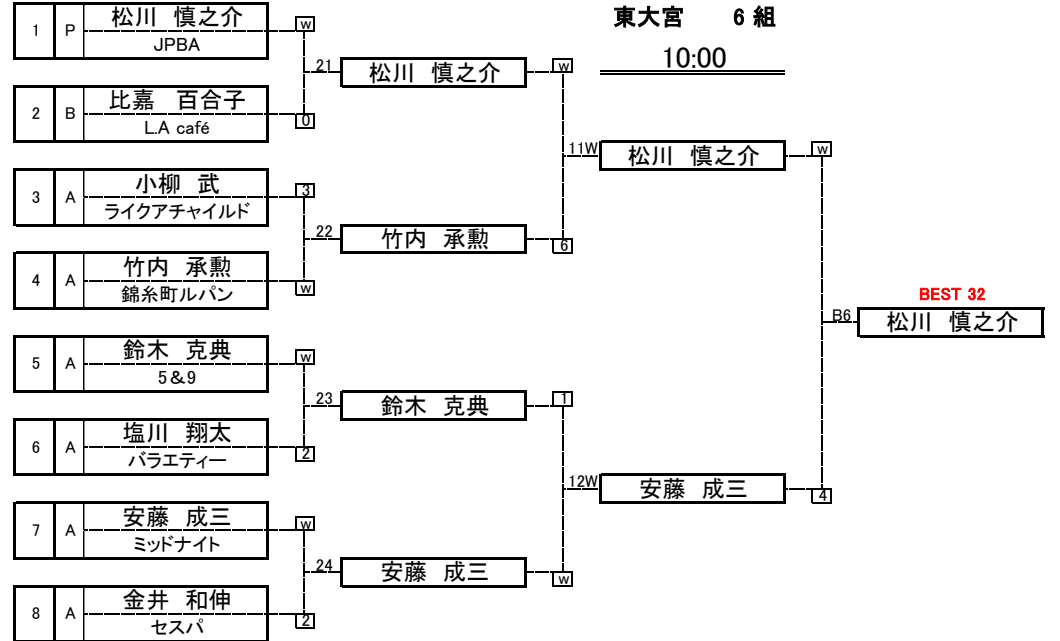 東大宮 6 組
10:00
1 P 松川 慎之介 w
JPBA
21 松川 慎之介 w
2 B 比嘉 百合子 0
L.A café
11W 松川 慎之介 w
3 A 小柳 武 3
ライクアチャイルド
22 竹内 承勲 6
4 A 竹内 承勲 w
錦糸町ルパン
BEST 32
B6 松川 慎之介
5 A 鈴木 克典 w
5&9
23 鈴木 克典 1
6 A 塩川 翔太 2
バラエティー
12W 安藤 成三 4
7 A 安藤 成三 w
ミッドナイト
24 安藤 成三 w
8 A 金井 和伸 2
セスパ